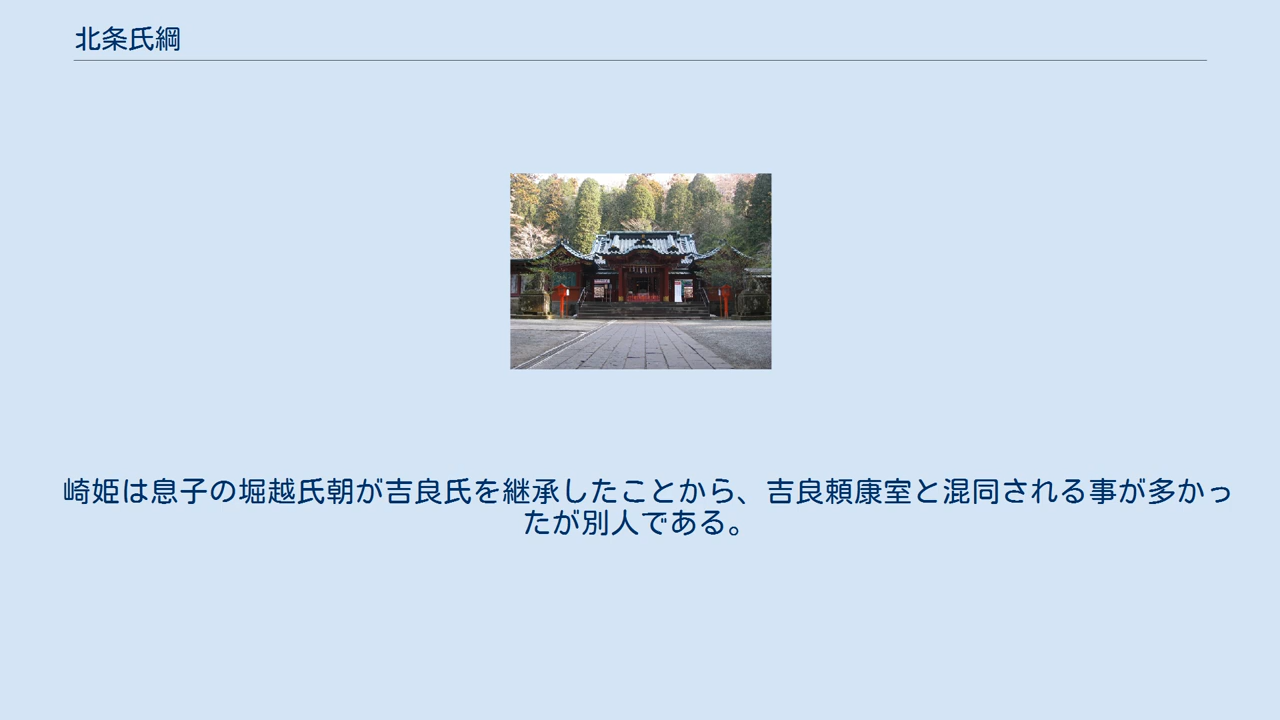 北条氏綱
崎姫は息子の堀越氏朝が吉良氏を継承したことから、吉良頼康室と混同される事が多かっ
たが別人である。